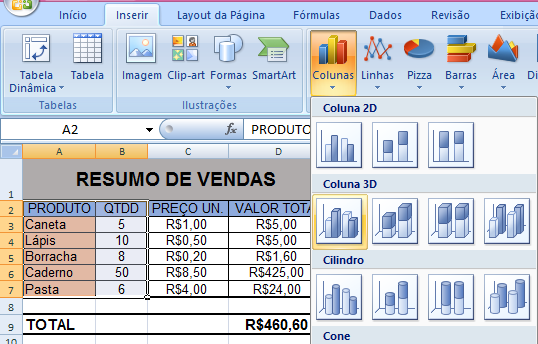 Início Inserir Layout da Página Fórmulas Dados Revisão Exibiçã
Tabela Dinâmica Tabela Imagem Clip-art Formas SmartArt Colunas Linhas Pizza Barras Área Di
Tabelas Ilustrações
Coluna 2D
A2 fx PRODUTO
A B C D
1 RESUMO DE VENDAS
Coluna 3D
2 PRODUTO QTDD PREÇO UN. VALOR TOTA
3 Caneta 5 R$1,00 R$5,00
4 Lápis 10 R$0,50 R$5,00
5 Borracha 8 R$0,20 R$1,60
Cilindro
6 Caderno 50 R$8,50 R$425,00
7 Pasta 6 R$4,00 R$24,00
8
9 TOTAL R$460,60
Cone
10